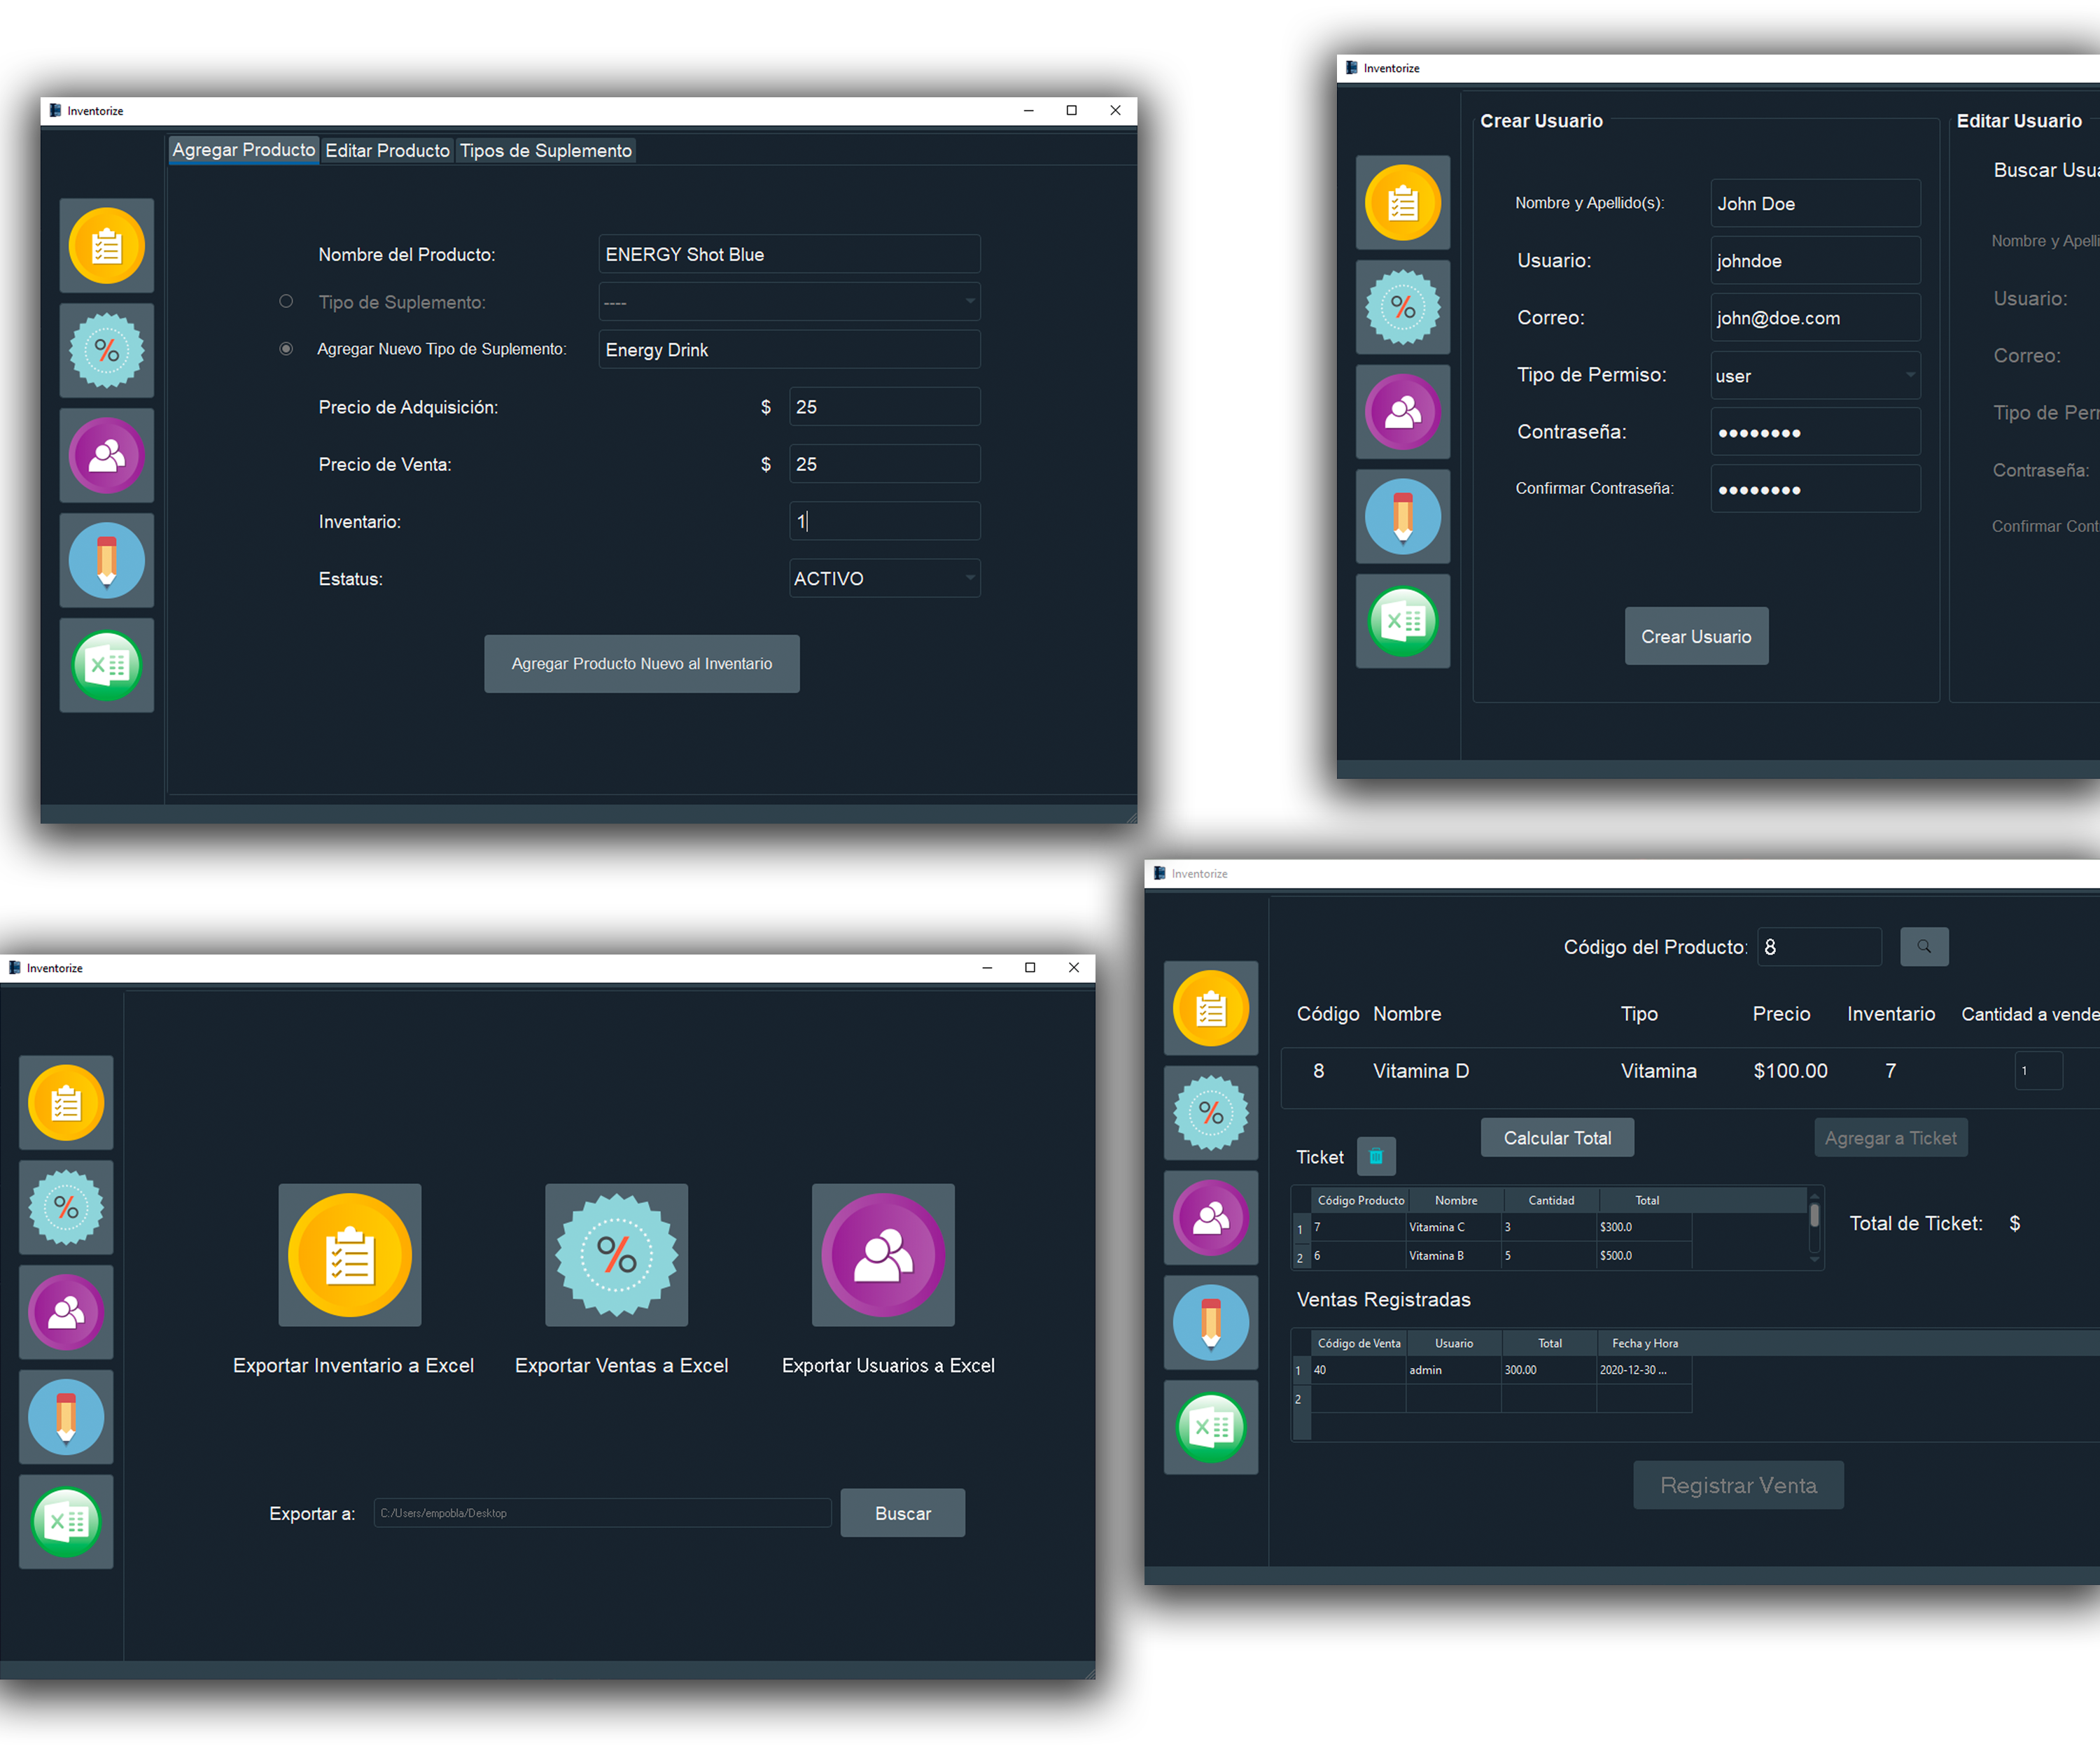 Inventorize
Agregar Producto Editar Producto Tipos de Suplemento
Nombre del Producto: ENERGY Shot Blue
Tipo de Suplemento: ----
Agregar Nuevo Tipo de Suplemento: Energy Drink
Precio de Adquisición: $ 25
Precio de Venta: $ 25
Inventario: 1
Estatus: ACTIVO
Agregar Producto Nuevo al Inventario
Inventorize
Crear Usuario
Nombre y Apellido(s): John Doe
Usuario: johndoe
Correo: john@doe.com
Tipo de Permiso: user
Contraseña: ●●●●●●●●
Confirmar Contraseña: ●●●●●●●●
Crear Usuario
Editar Usuario
Buscar Usua
Nombre y Apelli
Usuario:
Correo:
Tipo de Perm
Contraseña:
Confirmar Cont
Inventorize
Exportar Inventario a Excel Exportar Ventas a Excel Exportar Usuarios a Excel
Exportar a: C:/Users/empobla/Desktop Buscar
Inventorize
Código del Producto: 8
Código Nombre Tipo Precio Inventario Cantidad a vende
8 Vitamina D Vitamina $100.00 7 1
Calcular Total Agregar a Ticket
Ticket
Código Producto Nombre Cantidad Total
1 7 Vitamina C 3 $300.0
2 6 Vitamina B 5 $500.0
Total de Ticket: $
Ventas Registradas
Código de Venta Usuario Total Fecha y Hora
1 40 admin 300.00 2020-12-30 ...
2
Registrar Venta